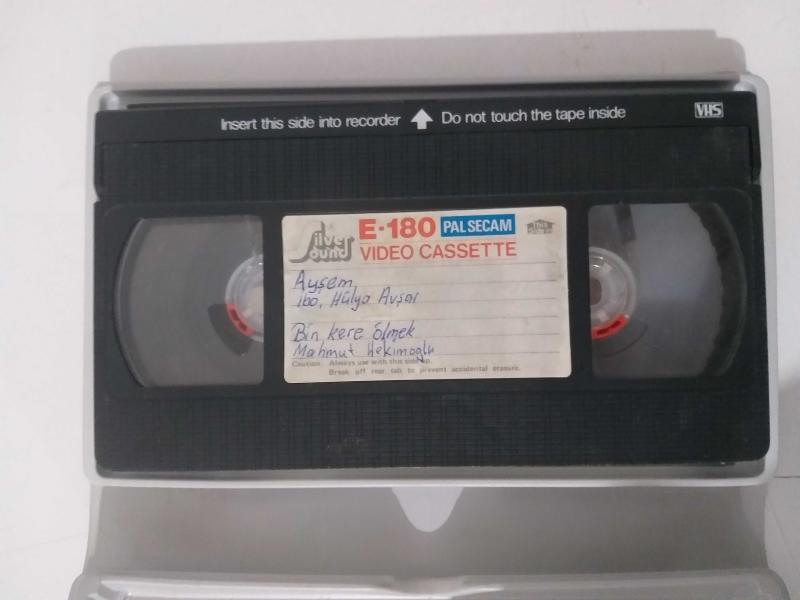 Insert this side into recorder Do not touch the tape inside VHS
Silver Sound E-180 PAL SECAM
VIDEO CASSETTE
Ayşem
İbo, Hülya Avşar
Bin kere ölmek
Mahmut Hekimoğlu
Caution: Always use with this side up.
Break off rear tab to prevent accidental erasure.